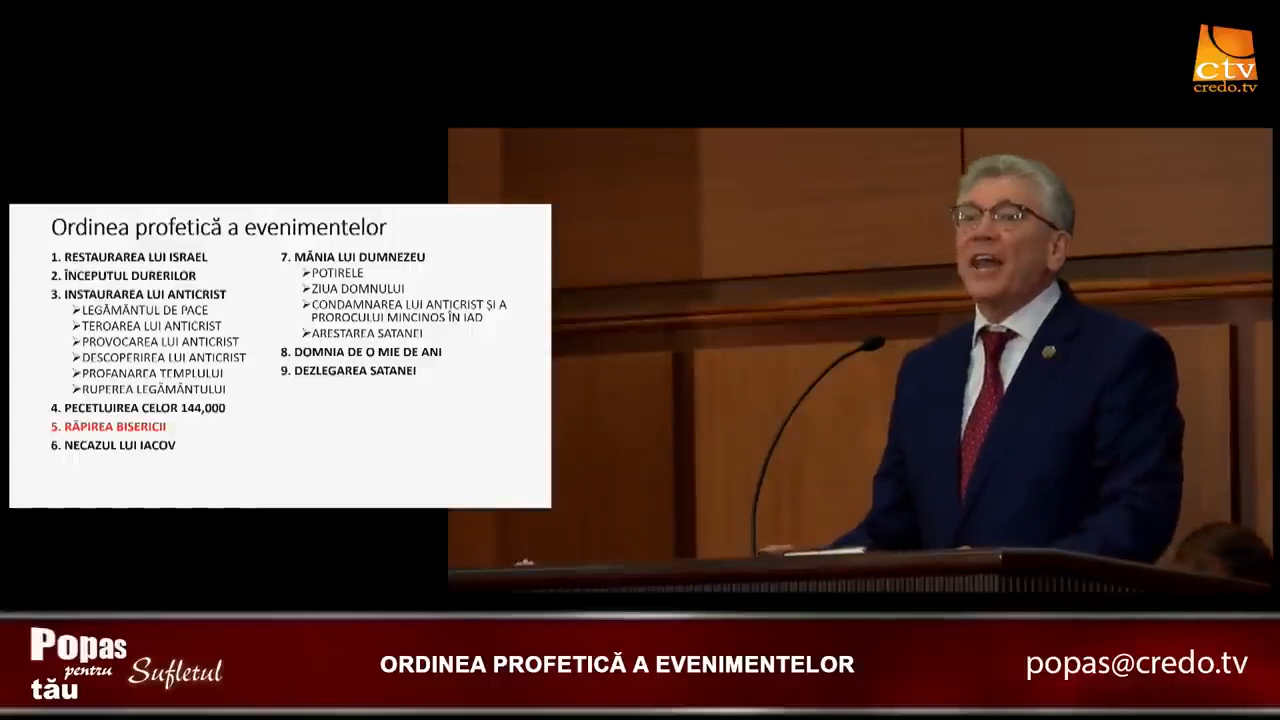 ctv
credo.tv
Ordinea profetică a evenimentelor
1. RESTAURAREA LUI ISRAEL
2. ÎNCEPUTUL DURERILOR
3. INSTAURAREA LUI ANTICRIST
➢LEGĂMÂNTUL DE PACE
➢TEROAREA LUI ANTICRIST
➢PROVOCAREA LUI ANTICRIST
➢DESCOPERIREA LUI ANTICRIST
➢PROFANAREA TEMPLULUI
➢RUPEREA LEGĂMÂNTULUI
4. PECETLUIREA CELOR 144,000
5. RĂPIREA BISERICII
6. NECAZUL LUI IACOV
7. MÂNIA LUI DUMNEZEU
➢POTIRELE
➢ZIUA DOMNULUI
➢CONDAMNAREA LUI ANTICRIST ȘI A
PROROCULUI MINCINOS ÎN IAD
➢ARESTAREA SATANEI
8. DOMNIA DE O MIE DE ANI
9. DEZLEGAREA SATANEI
Popas
pentru
tău Sufletul
ORDINEA PROFETICĂ A EVENIMENTELOR
popas@credo.tv